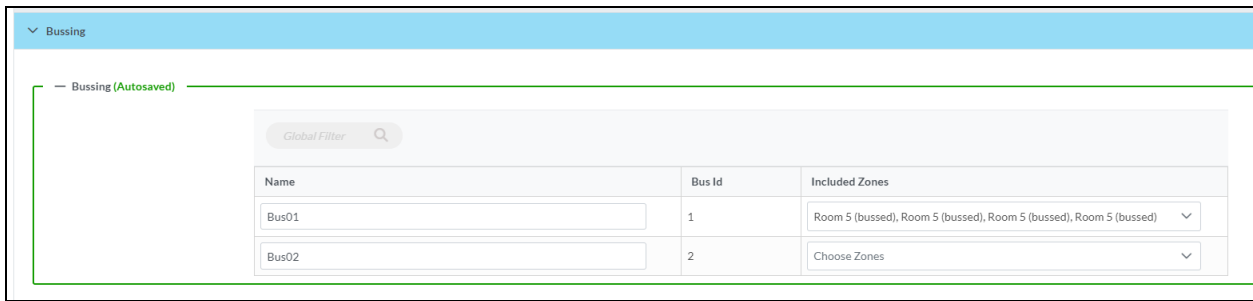 Bussing
Bussing (Autosaved)
Global Filter
Name Bus Id Included Zones
Bus01 1 Room 5 (bussed), Room 5 (bussed), Room 5 (bussed), Room 5 (bussed)
Bus02 2 Choose Zones